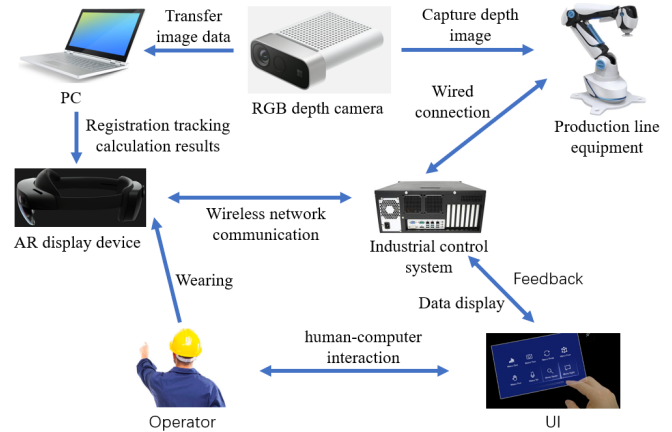 Transfer
image data
Capture depth
image
PC
RGB depth camera
Wired
connection
Production line
equipment
Registration tracking
calculation results
AR display device
Wireless network
communication
Industrial control
system
Wearing
Feedback
Data display
human-computer
interaction
Operator
UI